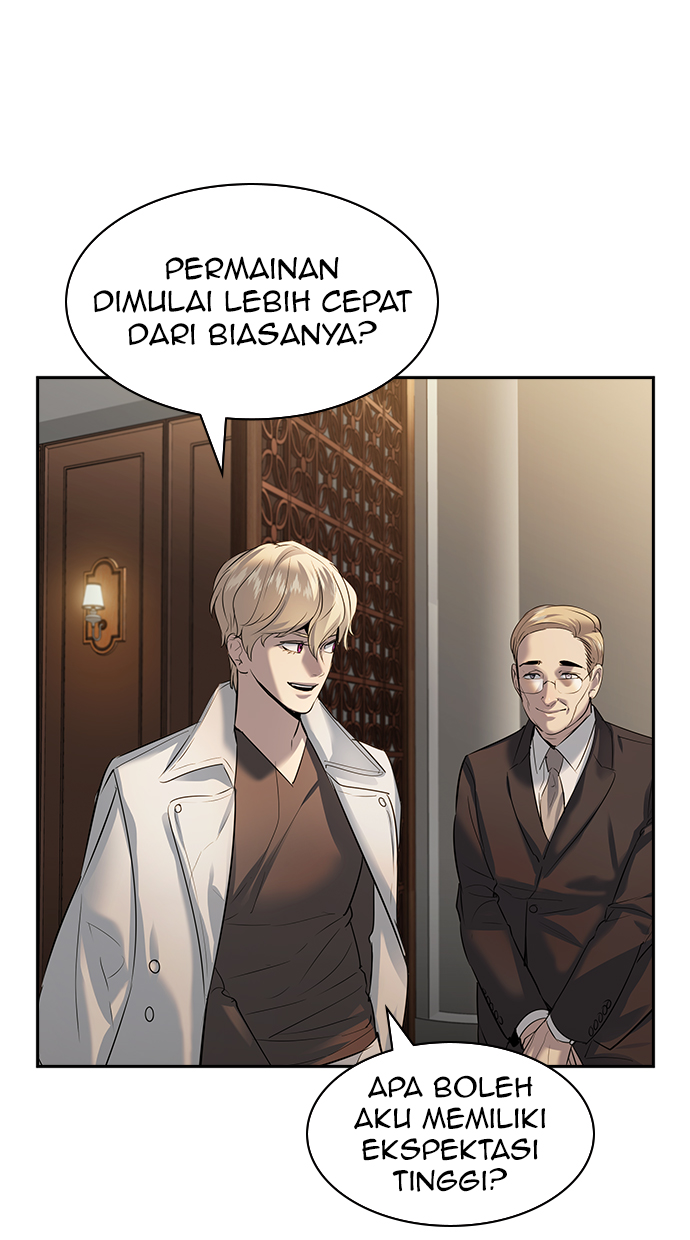 PERMAINAN
DIMULAI LEBIH CEPAT
DARI BIASANYA?
APA BOLEH
AKU MEMILIKI
EKSPEKTASI
TINGGI?